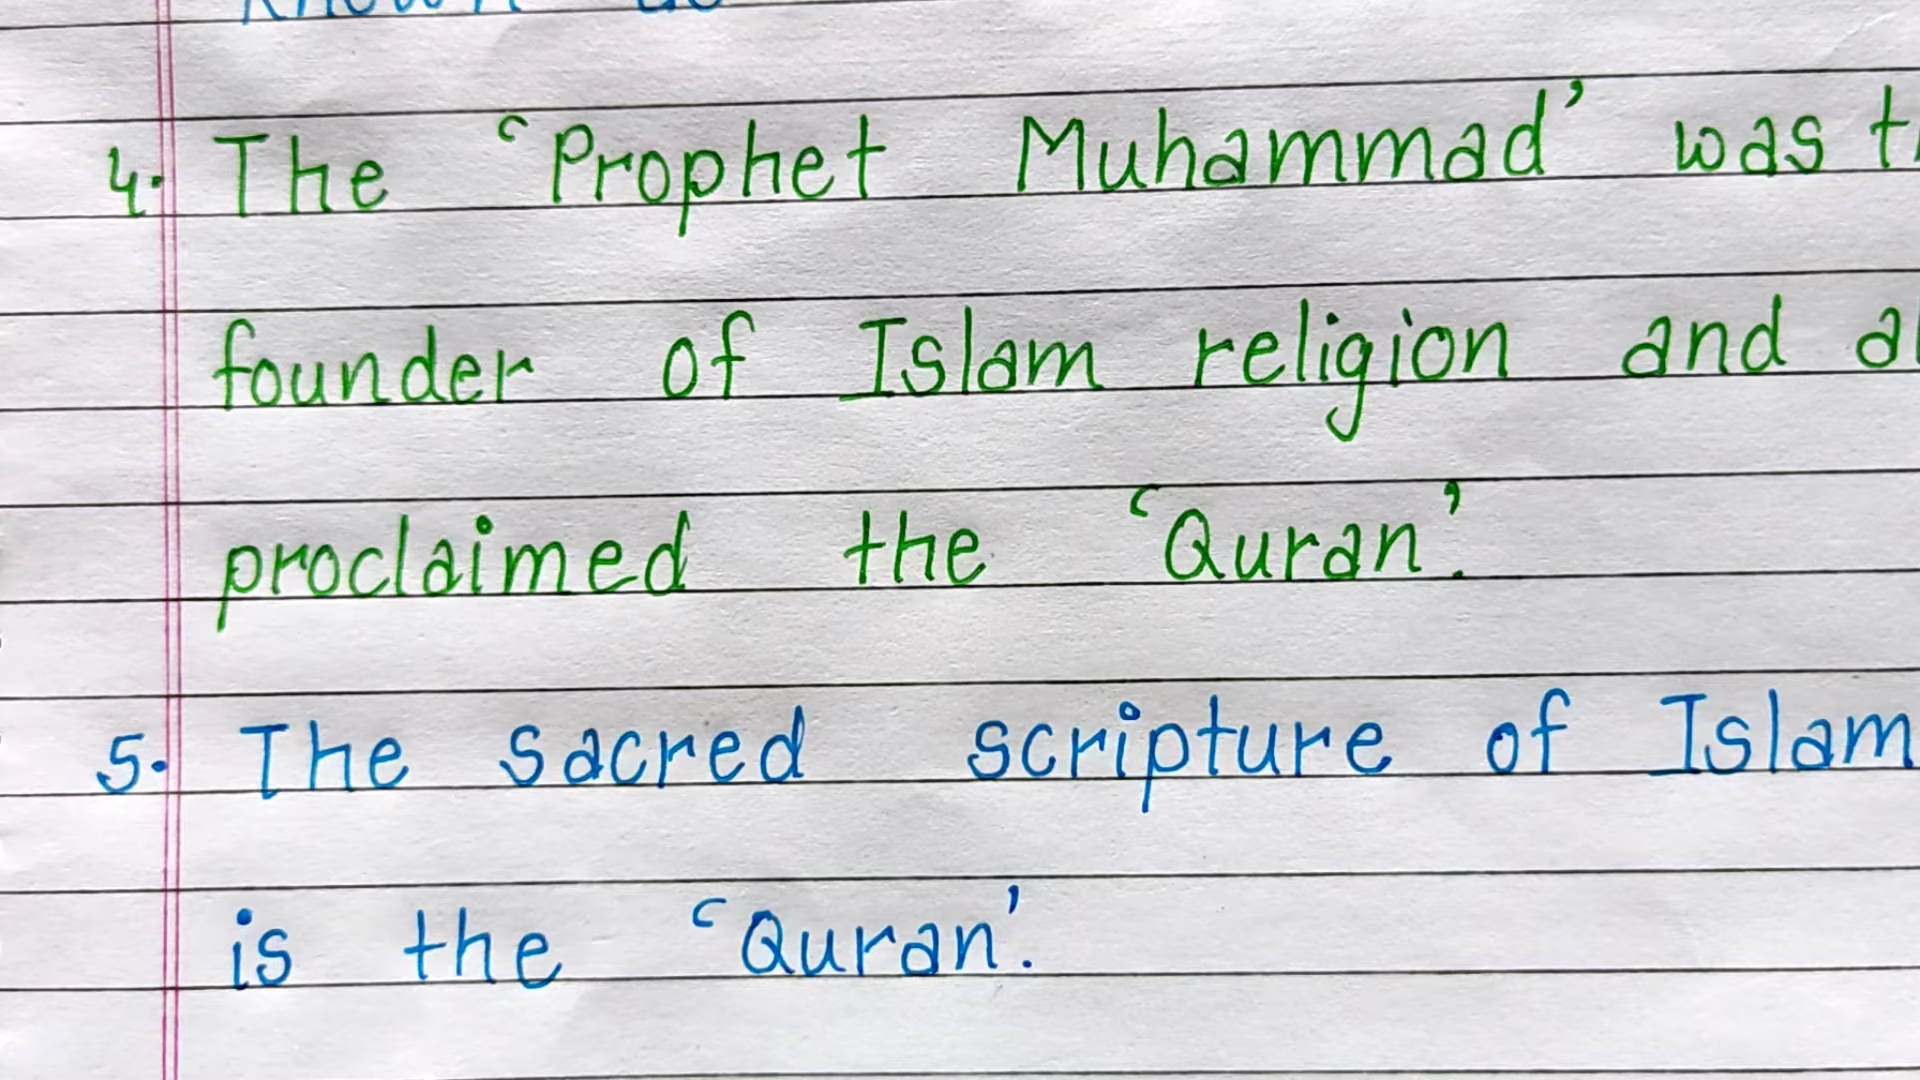 4. The 'Prophet Muhammad' was
founder of Islam religion and
proclaimed the 'Quran'.
5. The sacred scripture of Islam
is the 'Quran'.